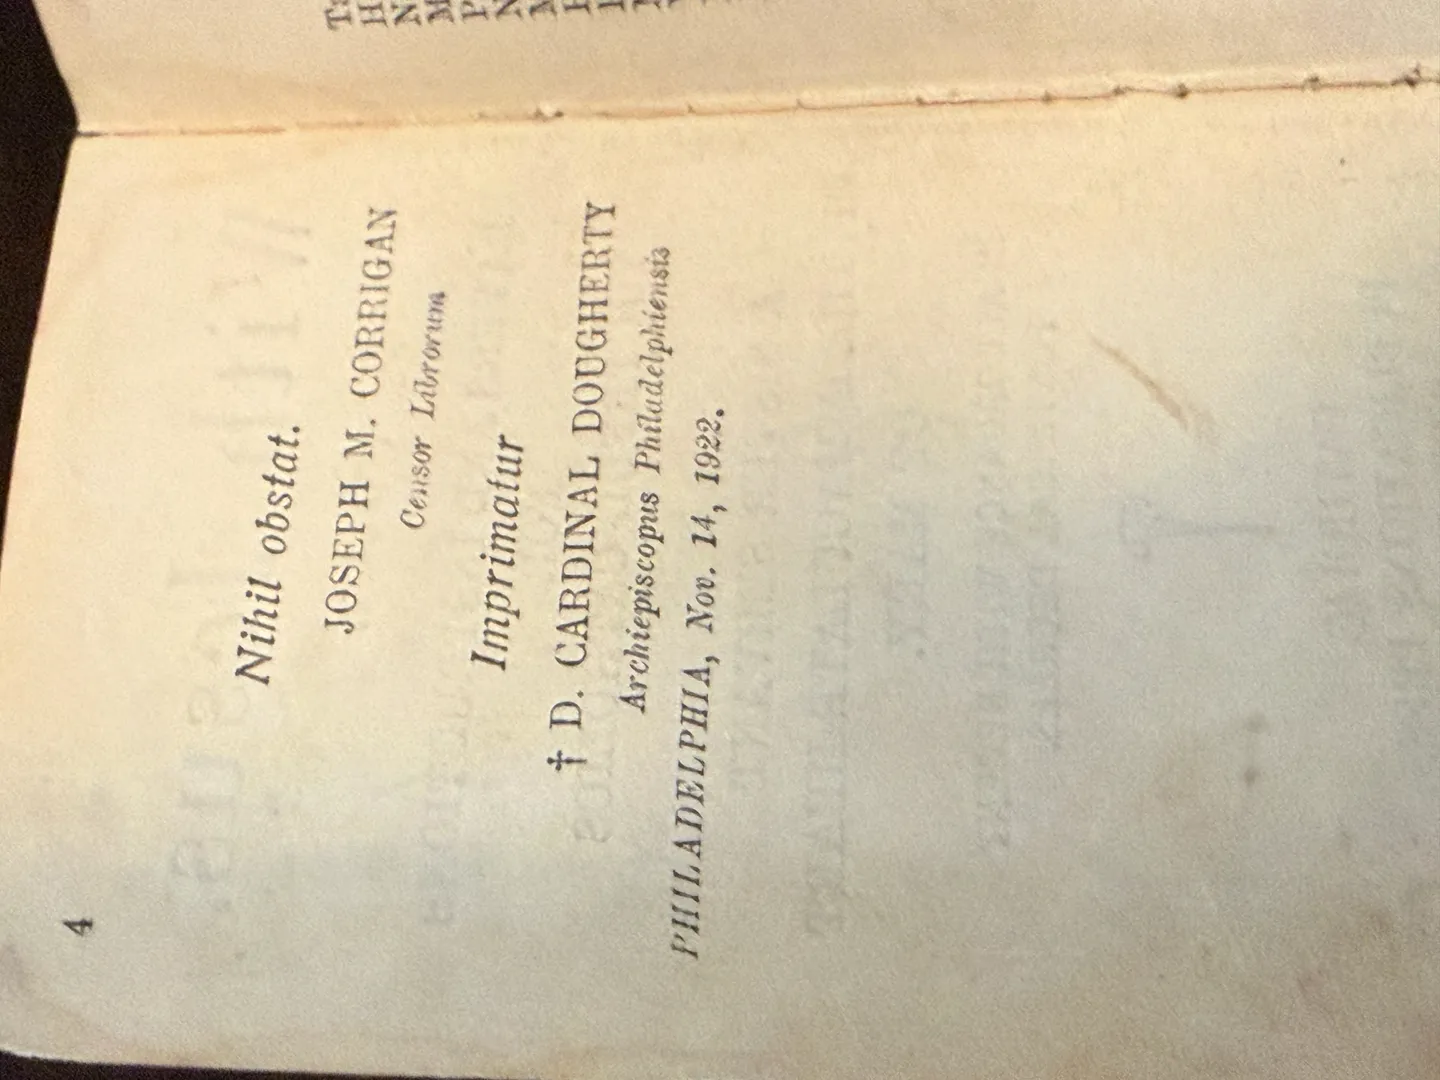 4
Nihil obstat.
JOSEPH M. CORRIGAN
Censor Librorum
Imprimatur
† D. CARDINAL DOUGHERTY
Archiepiscopus Philadelphiensis
PHILADELPHIA, Nov. 14, 1922.